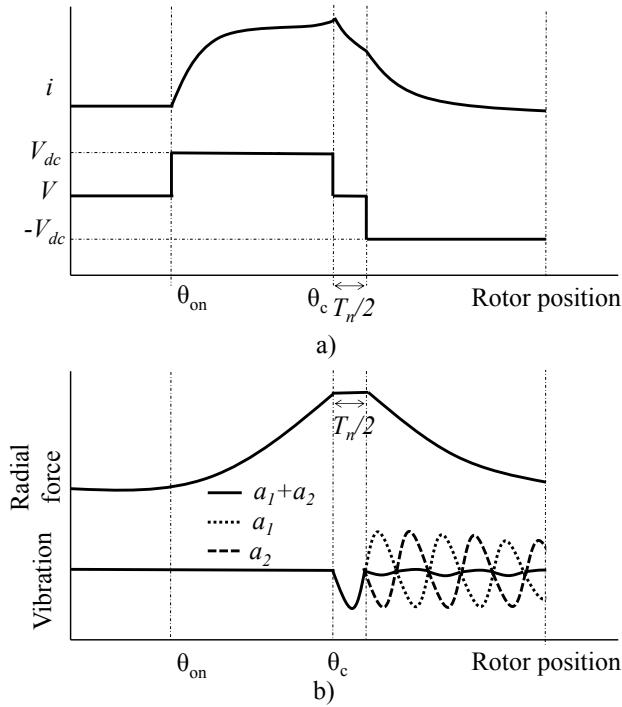 i
V_dc
V
-V_dc
θ_on
θ_c
T_n/2
Rotor position
a)
Radial
force
T_n/2
a_1+a_2
a_1
a_2
Vibration
θ_on
θ_c
Rotor position
b)